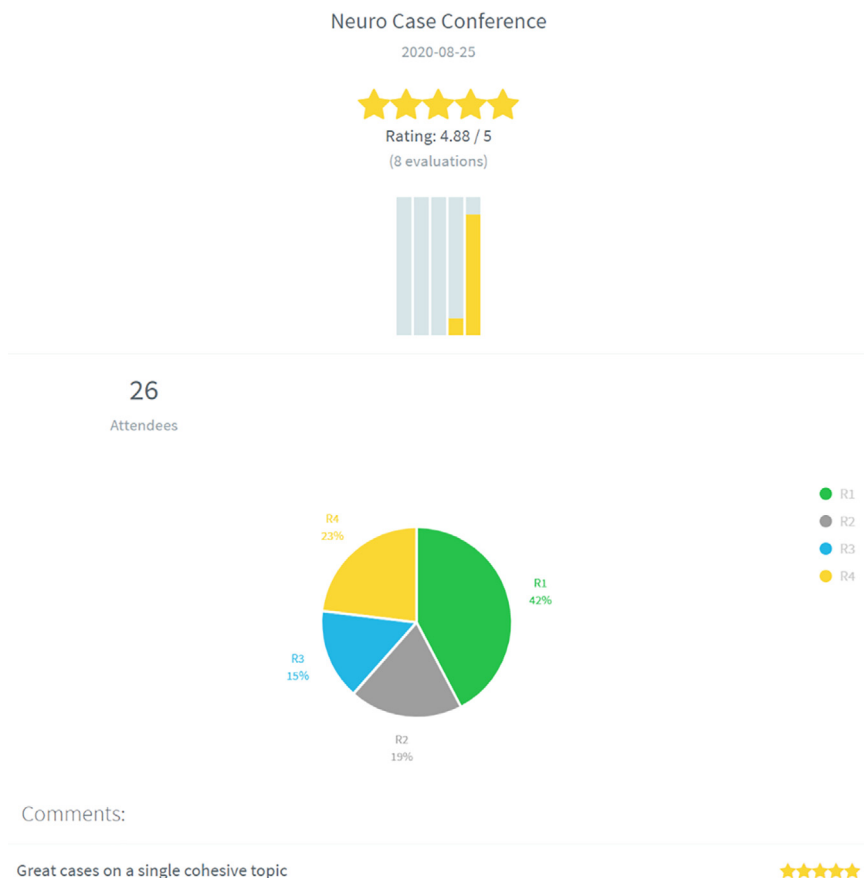 Neuro Case Conference
2020-08-25
Rating: 4.88 / 5
(8 evaluations)
26
Attendees
R1
R2
R3
R4
R4
23%
R1
42%
R3
15%
R2
19%
Comments:
Great cases on a single cohesive topic